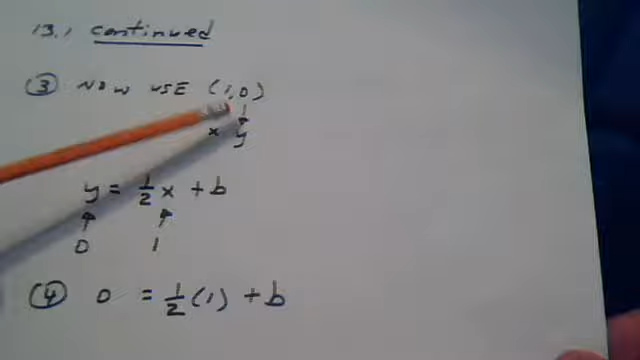 13.1 continued
③ NOW USE (1,0)
x y
y = 1/2 x + b
0 1
④ 0 = 1/2 (1) + b